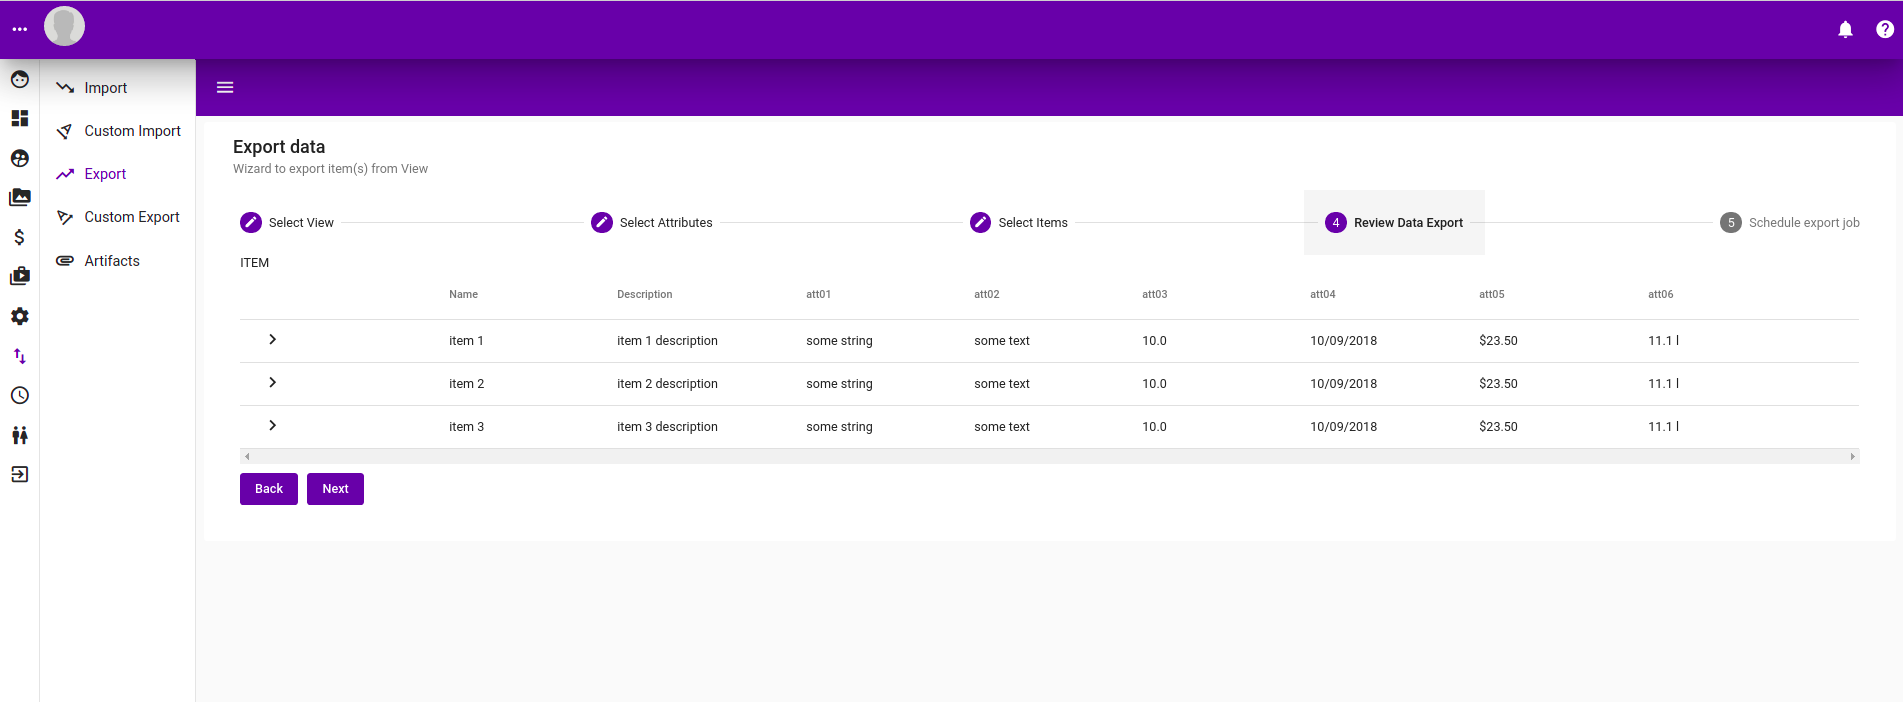 Import
Custom Import
Export
Custom Export
Artifacts
Export data
Wizard to export item(s) from View
Select View Select Attributes Select Items 4 Review Data Export 5 Schedule export job
ITEM
Name Description att01 att02 att03 att04 att05 att06
item 1 item 1 description some string some text 10.0 10/09/2018 $23.50 11.1 l
item 2 item 2 description some string some text 10.0 10/09/2018 $23.50 11.1 l
item 3 item 3 description some string some text 10.0 10/09/2018 $23.50 11.1 l
Back Next